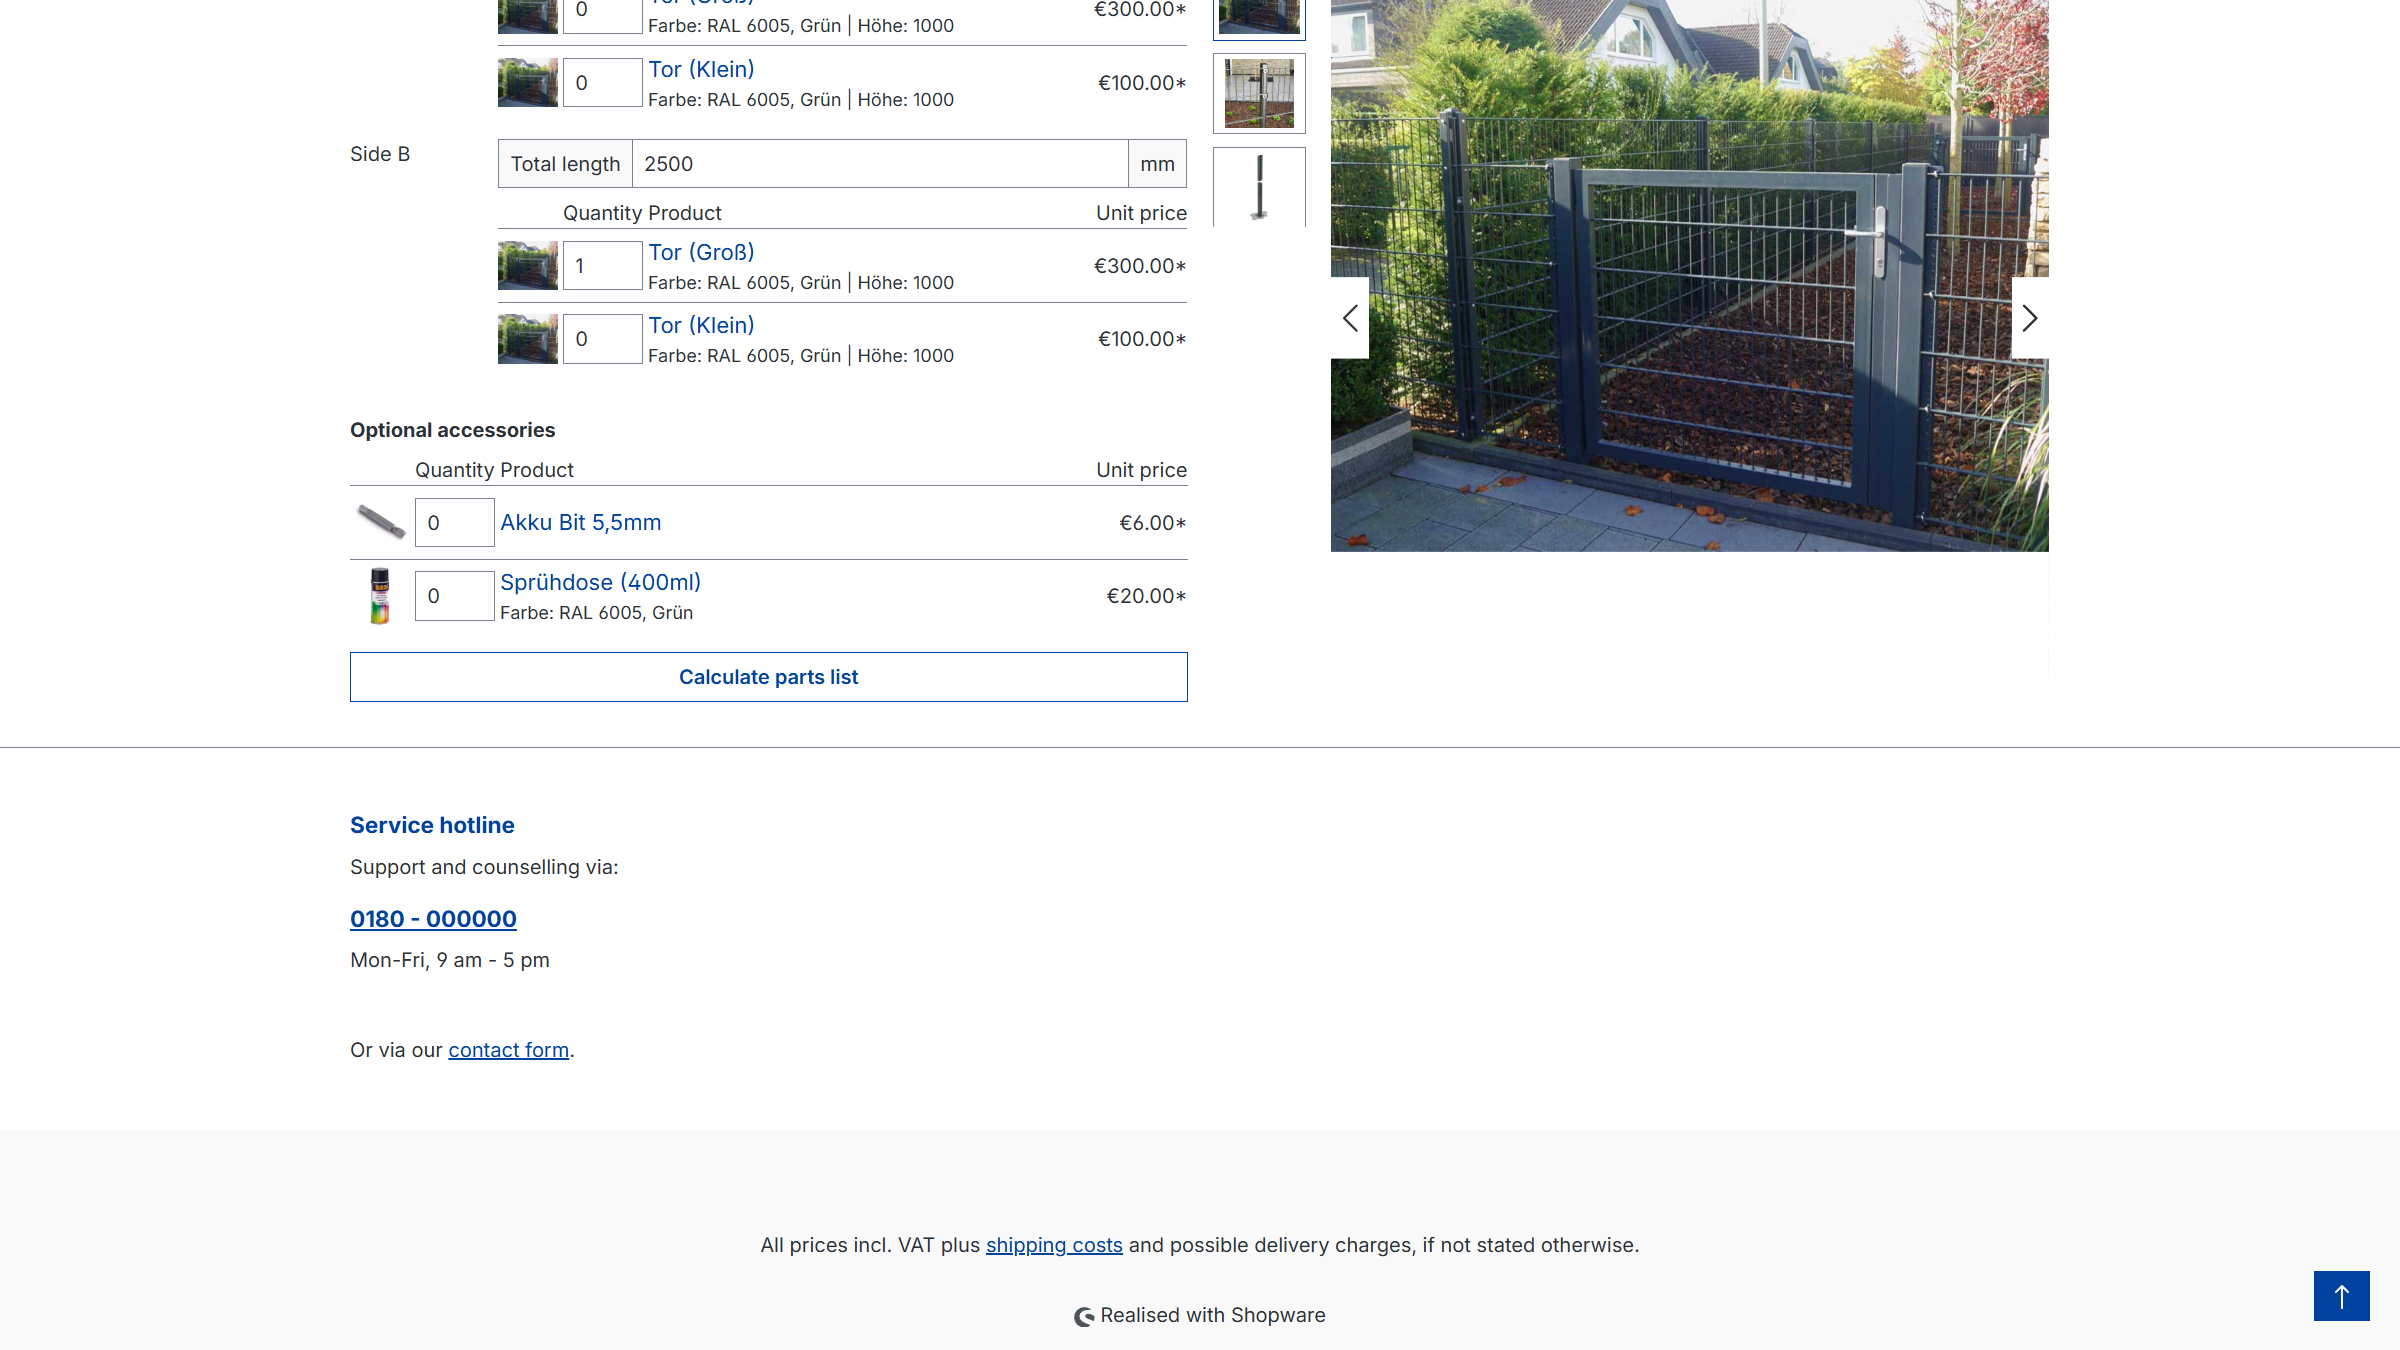 Tor (Groß)
0
Farbe: RAL 6005, Grün | Höhe: 1000
€300.00*
Tor (Klein)
0
Farbe: RAL 6005, Grün | Höhe: 1000
€100.00*
Side B
Total length 2500 mm
Quantity Product Unit price
Tor (Groß)
1
Farbe: RAL 6005, Grün | Höhe: 1000
€300.00*
Tor (Klein)
0
Farbe: RAL 6005, Grün | Höhe: 1000
€100.00*
Optional accessories
Quantity Product Unit price
0 Akku Bit 5,5mm €6.00*
Sprühdose (400ml)
0
Farbe: RAL 6005, Grün
€20.00*
Calculate parts list
Service hotline
Support and counselling via:
0180 - 000000
Mon-Fri, 9 am - 5 pm
Or via our contact form.
All prices incl. VAT plus shipping costs and possible delivery charges, if not stated otherwise.
Realised with Shopware